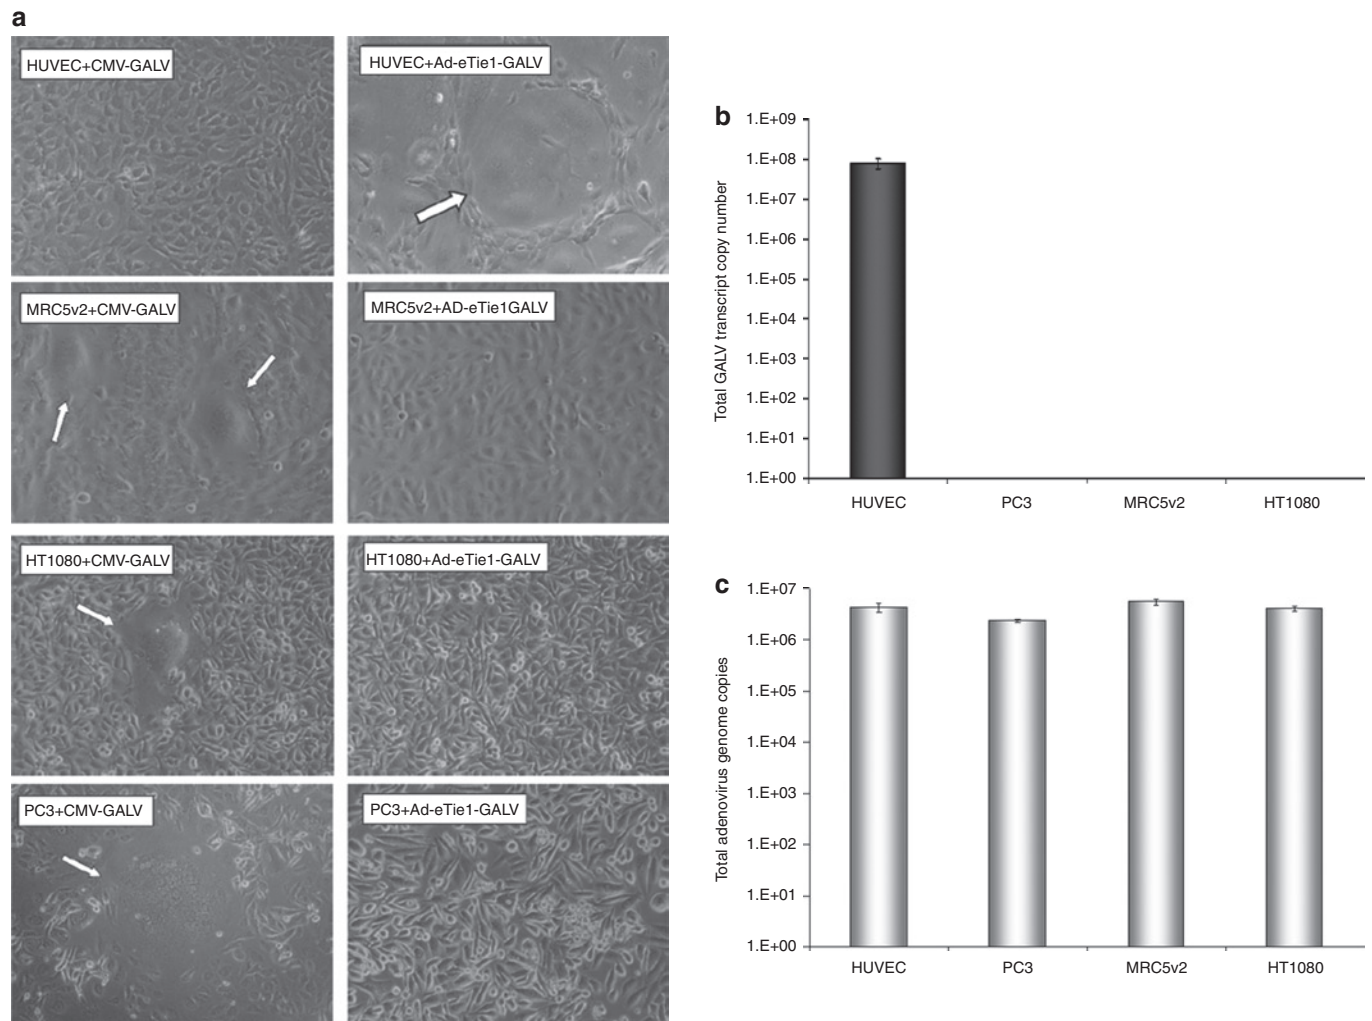 a
HUVEC+CMV-GALV
HUVEC+Ad-eTie1-GALV
MRC5v2+CMV-GALV
MRC5v2+AD-eTie1GALV
HT1080+CMV-GALV
HT1080+Ad-eTie1-GALV
PC3+CMV-GALV
PC3+Ad-eTie1-GALV
b
Total GALV transcript copy number
1.E+09
1.E+08
1.E+07
1.E+06
1.E+05
1.E+04
1.E+03
1.E+02
1.E+01
1.E+00
HUVEC PC3 MRC5v2 HT1080
c
Total adenovirus genome copies
1.E+07
1.E+06
1.E+05
1.E+04
1.E+03
1.E+02
1.E+01
1.E+00
HUVEC PC3 MRC5v2 HT1080